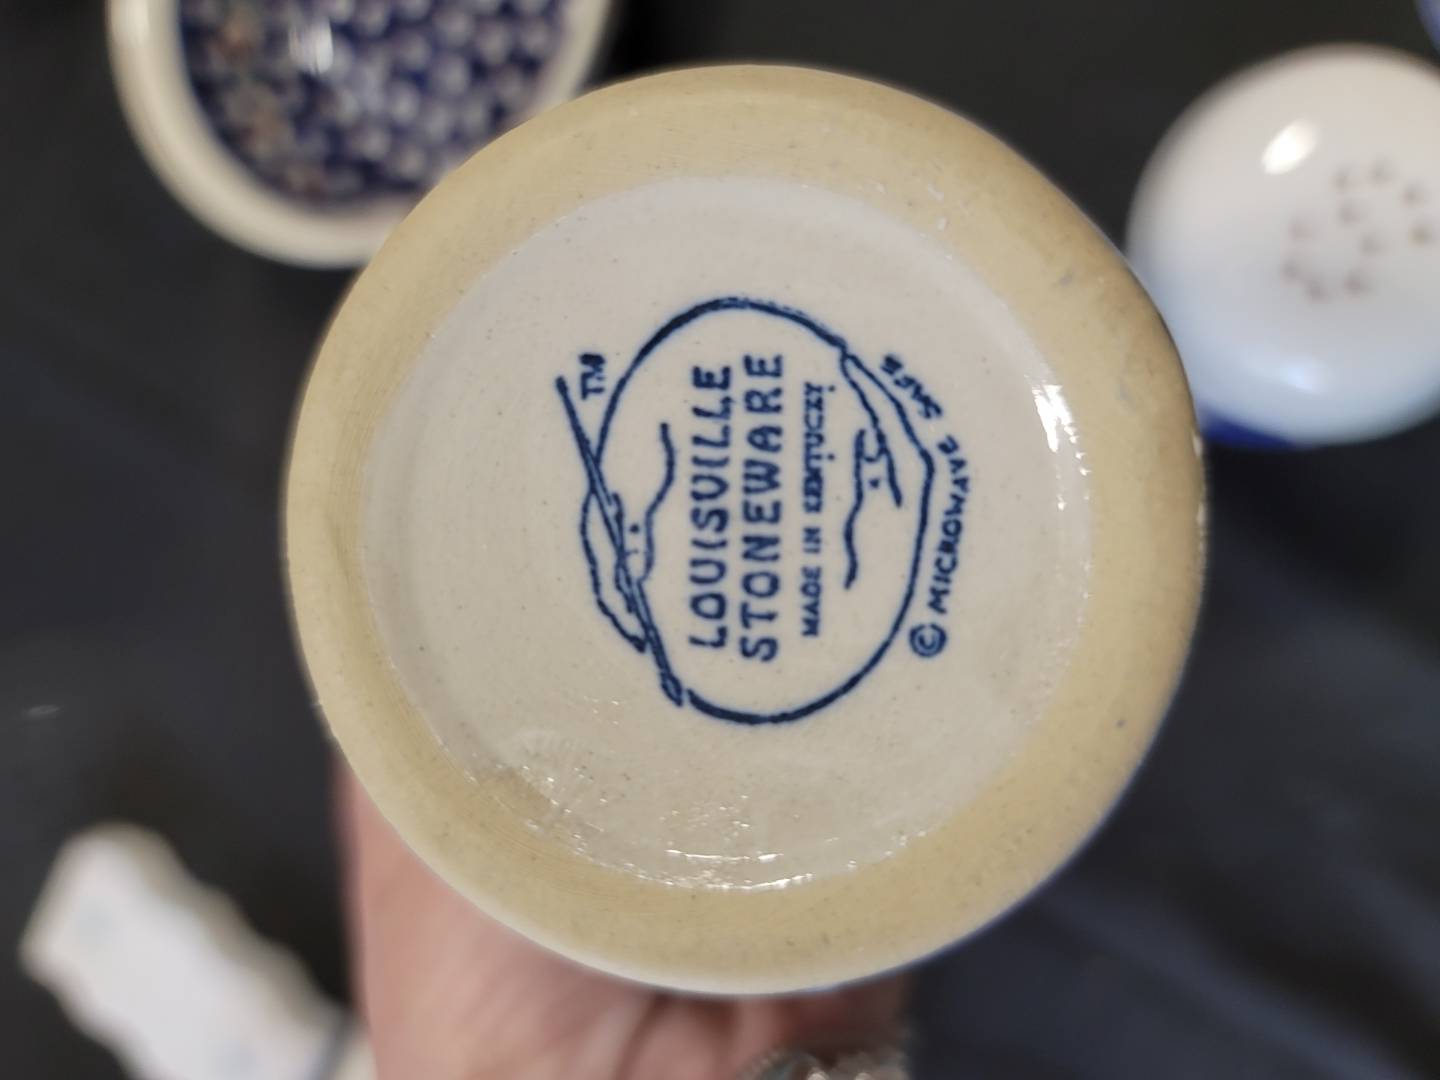 TM
LOUISVILLE
STONEWARE
MADE IN KENTUCKY
© MICROWAVE SAFE